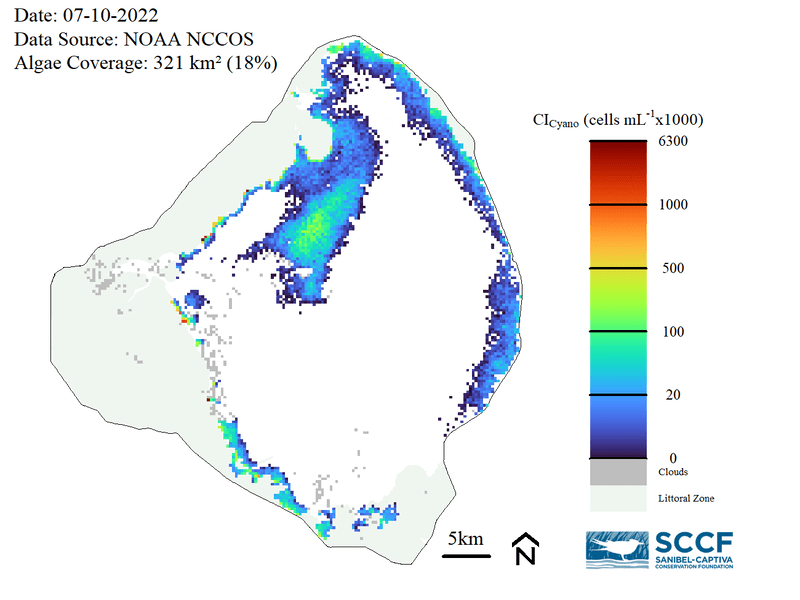 Date: 07-10-2022
Data Source: NOAA NCCOS
Algae Coverage: 321 km² (18%)
CICyano (cells mL-1x1000)
6300
1000
500
100
20
0
Clouds
Littoral Zone
5km
N
SCCF
SANIBEL-CAPTIVA
CONSERVATION FOUNDATION